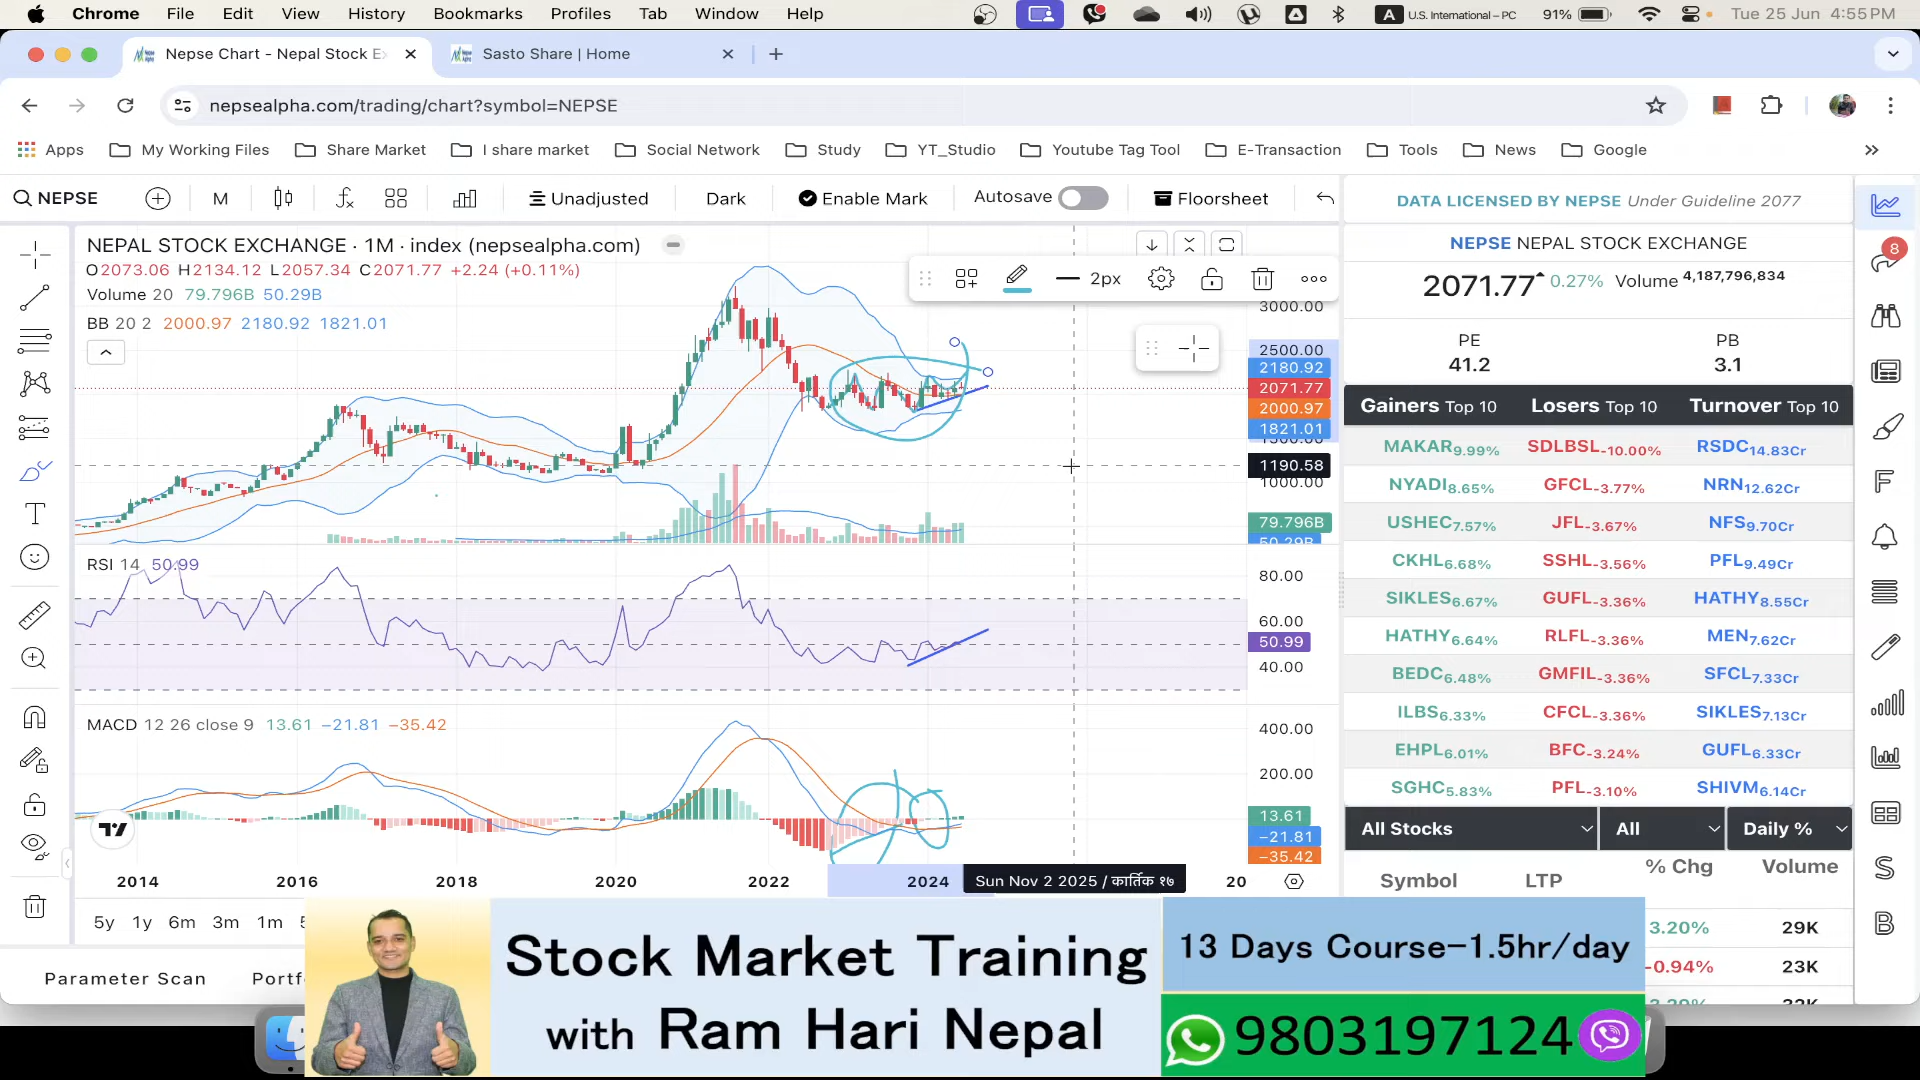 Chrome File Edit View History Bookmarks Profiles Tab Window Help A U.S. International – PC 91% Tue 25 Jun 4:55 PM
Nepse Chart - Nepal Stock Ex Sasto Share | Home
nepsealpha.com/trading/chart?symbol=NEPSE
Apps My Working Files Share Market I share market Social Network Study YT_Studio Youtube Tag Tool E-Transaction Tools News Google
NEPSE M Unadjusted Dark Enable Mark Autosave Floorsheet
NEPAL STOCK EXCHANGE · 1M · index (nepsealpha.com)
O2073.06 H2134.12 L2057.34 C2071.77 +2.24 (+0.11%)
Volume 20 79.796B 50.29B
BB 20 2 2000.97 2180.92 1821.01
2px
3000.00
2500.00
2180.92
2071.77
2000.97
1821.01
1190.58
1000.00
79.796B
50.29B
RSI 14 50.99
80.00
60.00
50.99
40.00
MACD 12 26 close 9 13.61 −21.81 −35.42
400.00
200.00
13.61
−21.81
−35.42
2014 2016 2018 2020 2022 2024 Sun Nov 2 2025 / कार्तिक १७ 20
5y 1y 6m 3m 1m
Parameter Scan Portf
DATA LICENSED BY NEPSE Under Guideline 2077
NEPSE NEPAL STOCK EXCHANGE
2071.77 0.27% Volume 4,187,796,834
PE PB
41.2 3.1
8
Gainers Top 10 Losers Top 10 Turnover Top 10
MAKAR9.99% SDLBSL-10.00% RSDC14.83Cr
NYADI8.65% GFCL-3.77% NRN12.62Cr
USHEC7.57% JFL-3.67% NFS9.70Cr
CKHL6.68% SSHL-3.56% PFL9.49Cr
SIKLES6.67% GUFL-3.36% HATHY8.55Cr
HATHY6.64% RLFL-3.36% MEN7.62Cr
BEDC6.48% GMFIL-3.36% SFCL7.33Cr
ILBS6.33% CFCL-3.36% SIKLES7.13Cr
EHPL6.01% BFC-3.24% GUFL6.33Cr
SGHC5.83% PFL-3.10% SHIVM6.14Cr
All Stocks All Daily %
Symbol LTP % Chg Volume
3.20% 29K
-0.94% 23K
Stock Market Training
with Ram Hari Nepal
13 Days Course-1.5hr/day
9803197124